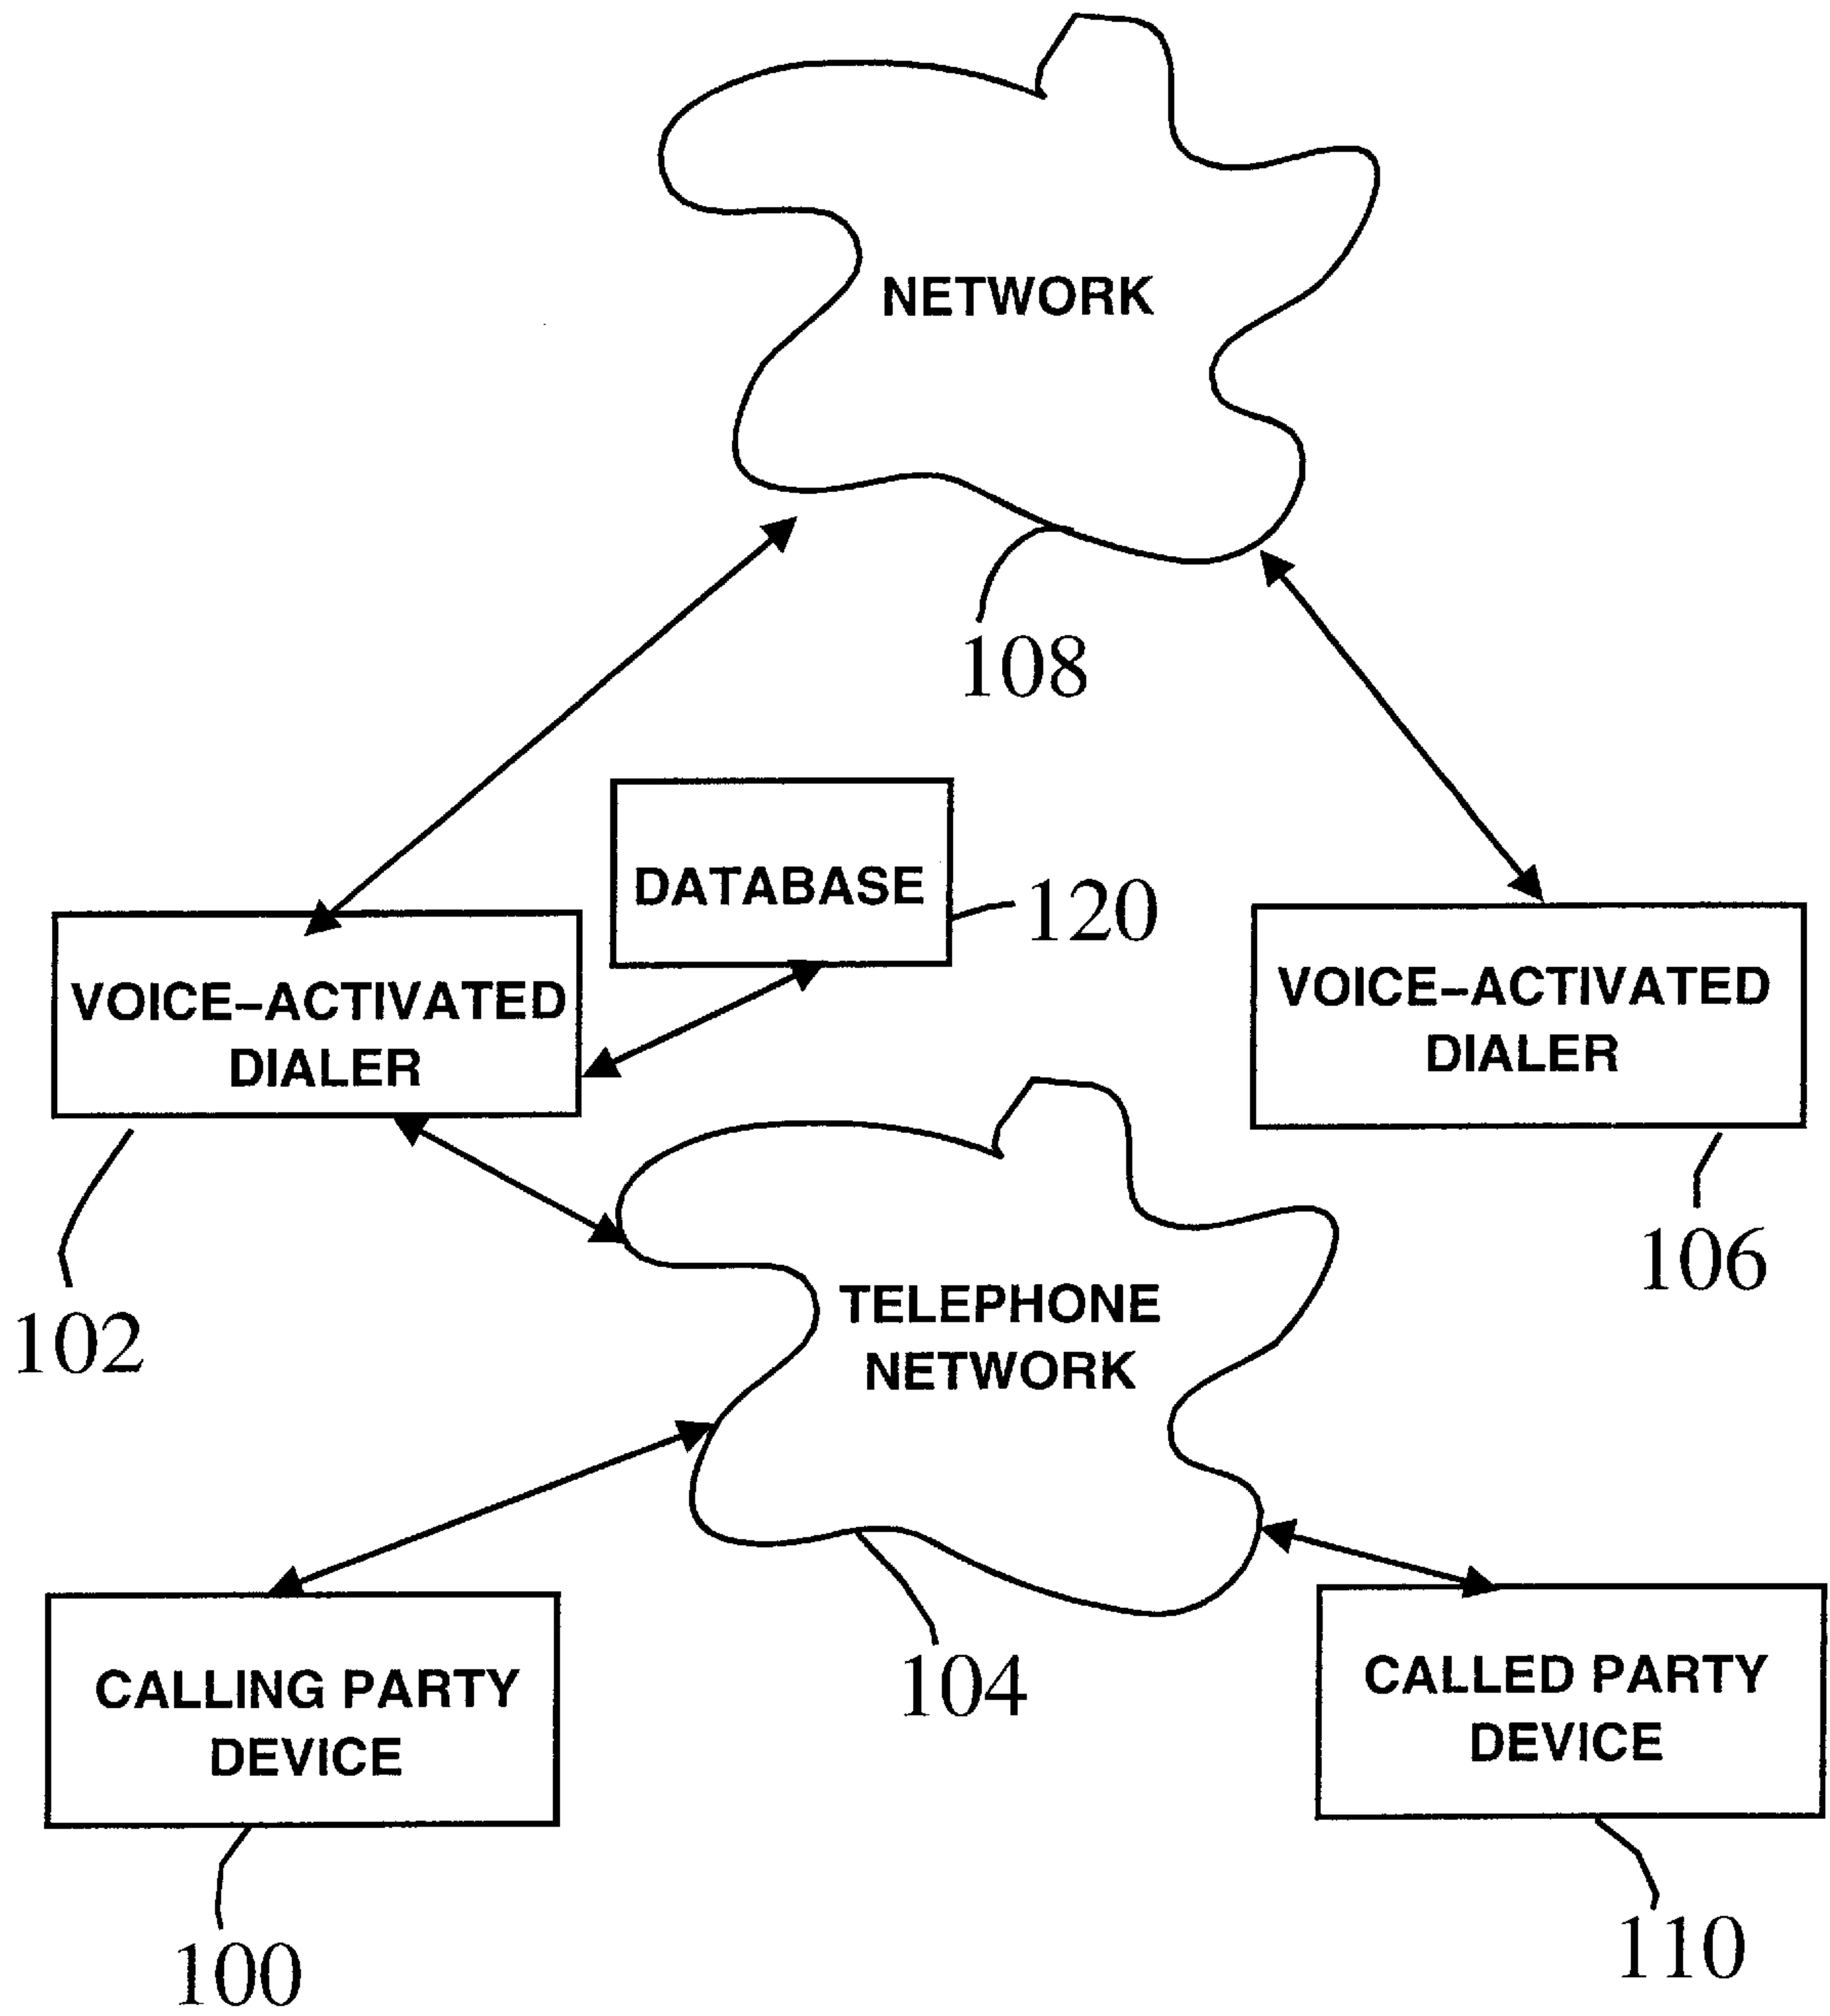 NETWORK
108
DATABASE
120
VOICE–ACTIVATED
DIALER
102
VOICE–ACTIVATED
DIALER
106
TELEPHONE
NETWORK
104
CALLING PARTY
DEVICE
100
CALLED PARTY
DEVICE
110